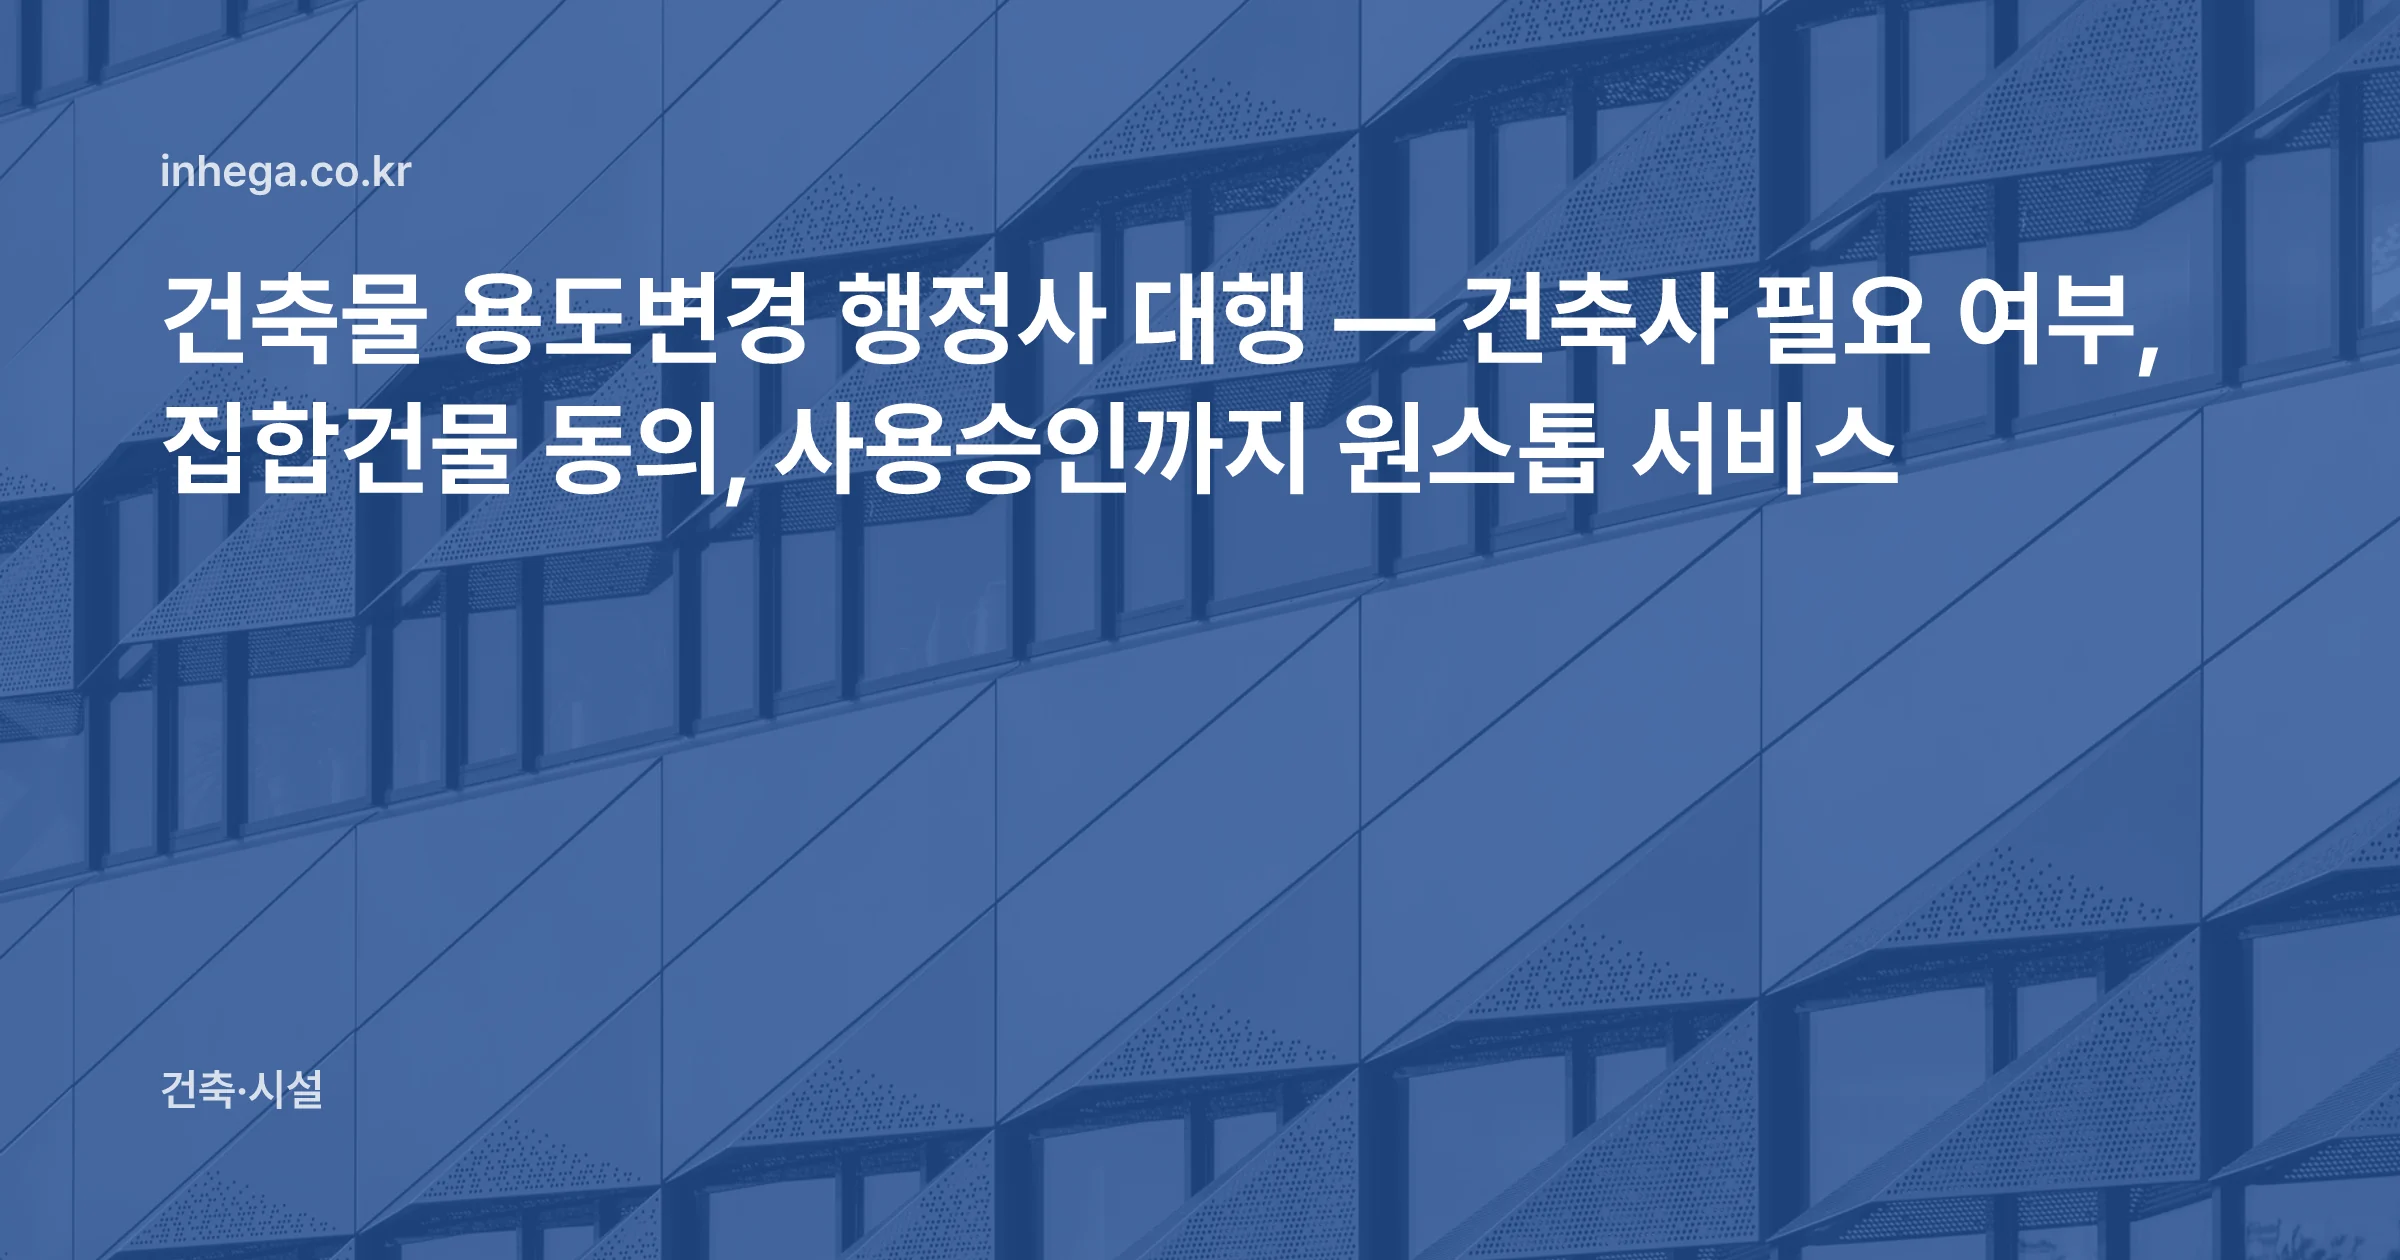 inhega.co.kr
건축물 용도변경 행정사 대행 — 건축사 필요 여부,
집합건물 동의, 사용승인까지 원스톱 서비스
건축·시설